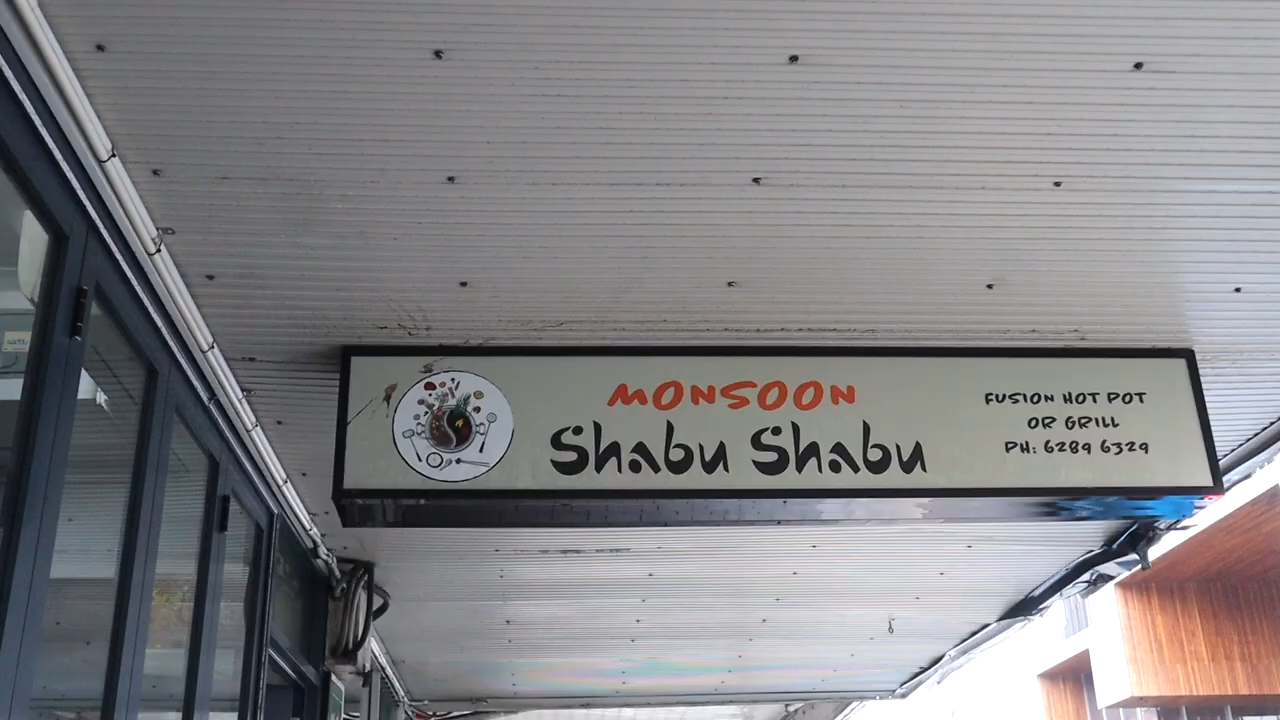 MONSOON
Shabu Shabu
FUSION HOT POT
OR GRILL
PH: 6289 6329